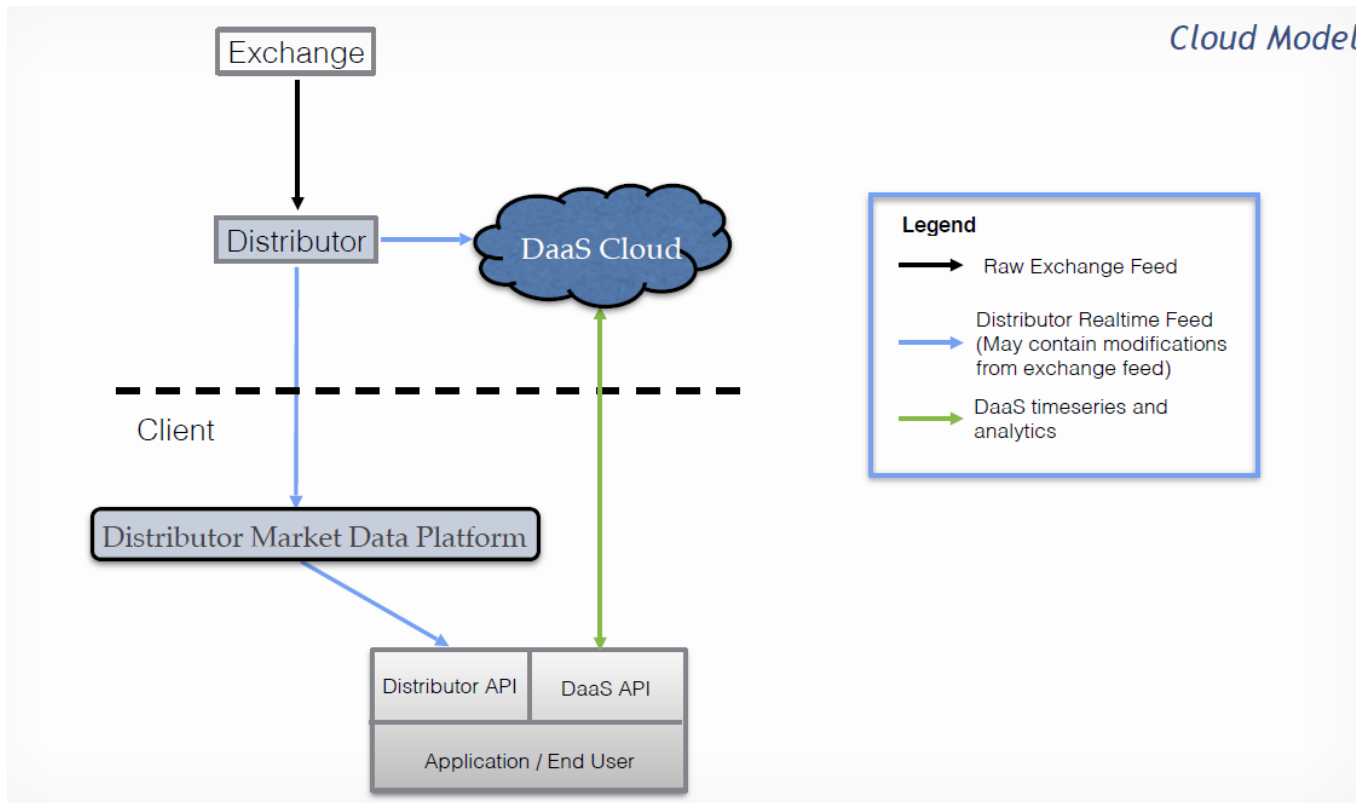 Cloud Model
Exchange
Distributor
DaaS Cloud
Legend
Raw Exchange Feed
Distributor Realtime Feed
(May contain modifications
from exchange feed)
DaaS timeseries and
analytics
Client
Distributor Market Data Platform
Distributor API
DaaS API
Application / End User